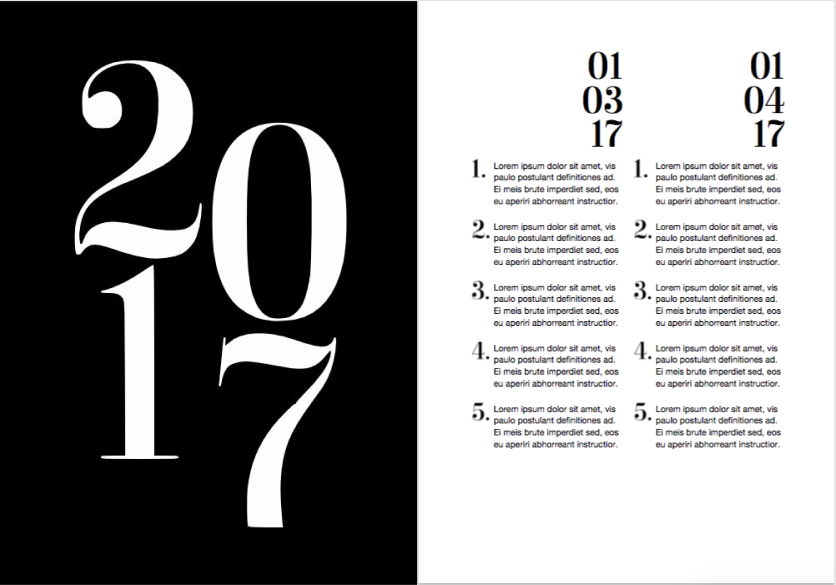 20
17
01
03
17
1. Lorem ipsum dolor sit amet, vis
paulo postulant definitiones ad.
Ei meis brute imperdiet sed, eos
eu aperiri abhorreant instructior.
2. Lorem ipsum dolor sit amet, vis
paulo postulant definitiones ad.
Ei meis brute imperdiet sed, eos
eu aperiri abhorreant instructior.
3. Lorem ipsum dolor sit amet, vis
paulo postulant definitiones ad.
Ei meis brute imperdiet sed, eos
eu aperiri abhorreant instructior.
4. Lorem ipsum dolor sit amet, vis
paulo postulant definitiones ad.
Ei meis brute imperdiet sed, eos
eu aperiri abhorreant instructior.
5. Lorem ipsum dolor sit amet, vis
paulo postulant definitiones ad.
Ei meis brute imperdiet sed, eos
eu aperiri abhorreant instructior.
01
04
17
1. Lorem ipsum dolor sit amet, vis
paulo postulant definitiones ad.
Ei meis brute imperdiet sed, eos
eu aperiri abhorreant instructior.
2. Lorem ipsum dolor sit amet, vis
paulo postulant definitiones ad.
Ei meis brute imperdiet sed, eos
eu aperiri abhorreant instructior.
3. Lorem ipsum dolor sit amet, vis
paulo postulant definitiones ad.
Ei meis brute imperdiet sed, eos
eu aperiri abhorreant instructior.
4. Lorem ipsum dolor sit amet, vis
paulo postulant definitiones ad.
Ei meis brute imperdiet sed, eos
eu aperiri abhorreant instructior.
5. Lorem ipsum dolor sit amet, vis
paulo postulant definitiones ad.
Ei meis brute imperdiet sed, eos
eu aperiri abhorreant instructior.